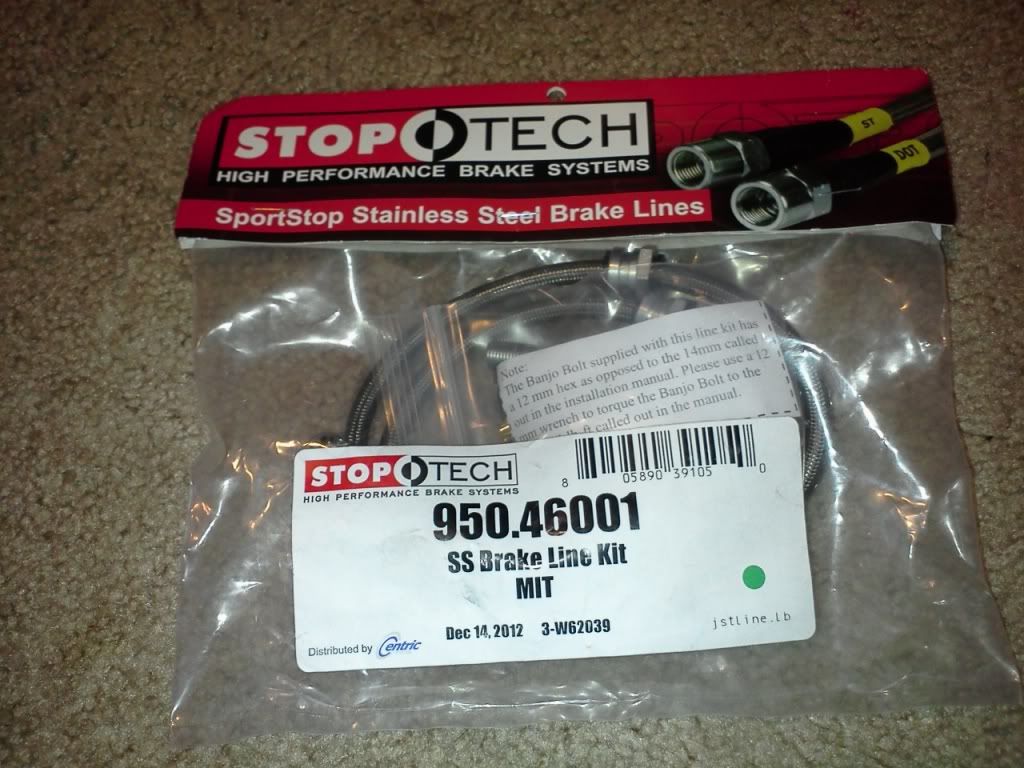 STOPTECH
HIGH PERFORMANCE BRAKE SYSTEMS
ST
DOT
SportStop Stainless Steel Brake Lines
Note:
The Banjo Bolt supplied with this line kit has
a 12 mm hex as opposed to the 14mm called
out in the installation manual. Please use a 12
mm wrench to torque the Banjo Bolt to the
called out in the manual.
STOPTECH
HIGH PERFORMANCE BRAKE SYSTEMS
8 05890 39105 0
950.46001
SS Brake Line Kit
MIT
Dec 14, 2012 3-W62039
jstline.lb
Distributed by Centric